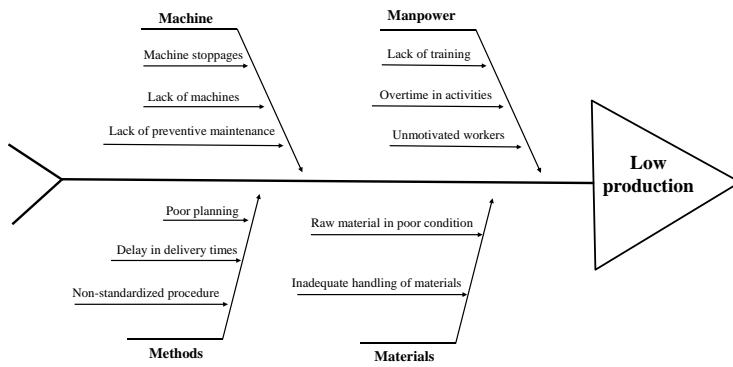 Machine
Machine stoppages
Lack of machines
Lack of preventive maintenance
Manpower
Lack of training
Overtime in activities
Unmotivated workers
Low
production
Poor planning
Delay in delivery times
Non-standardized procedure
Methods
Raw material in poor condition
Inadequate handling of materials
Materials